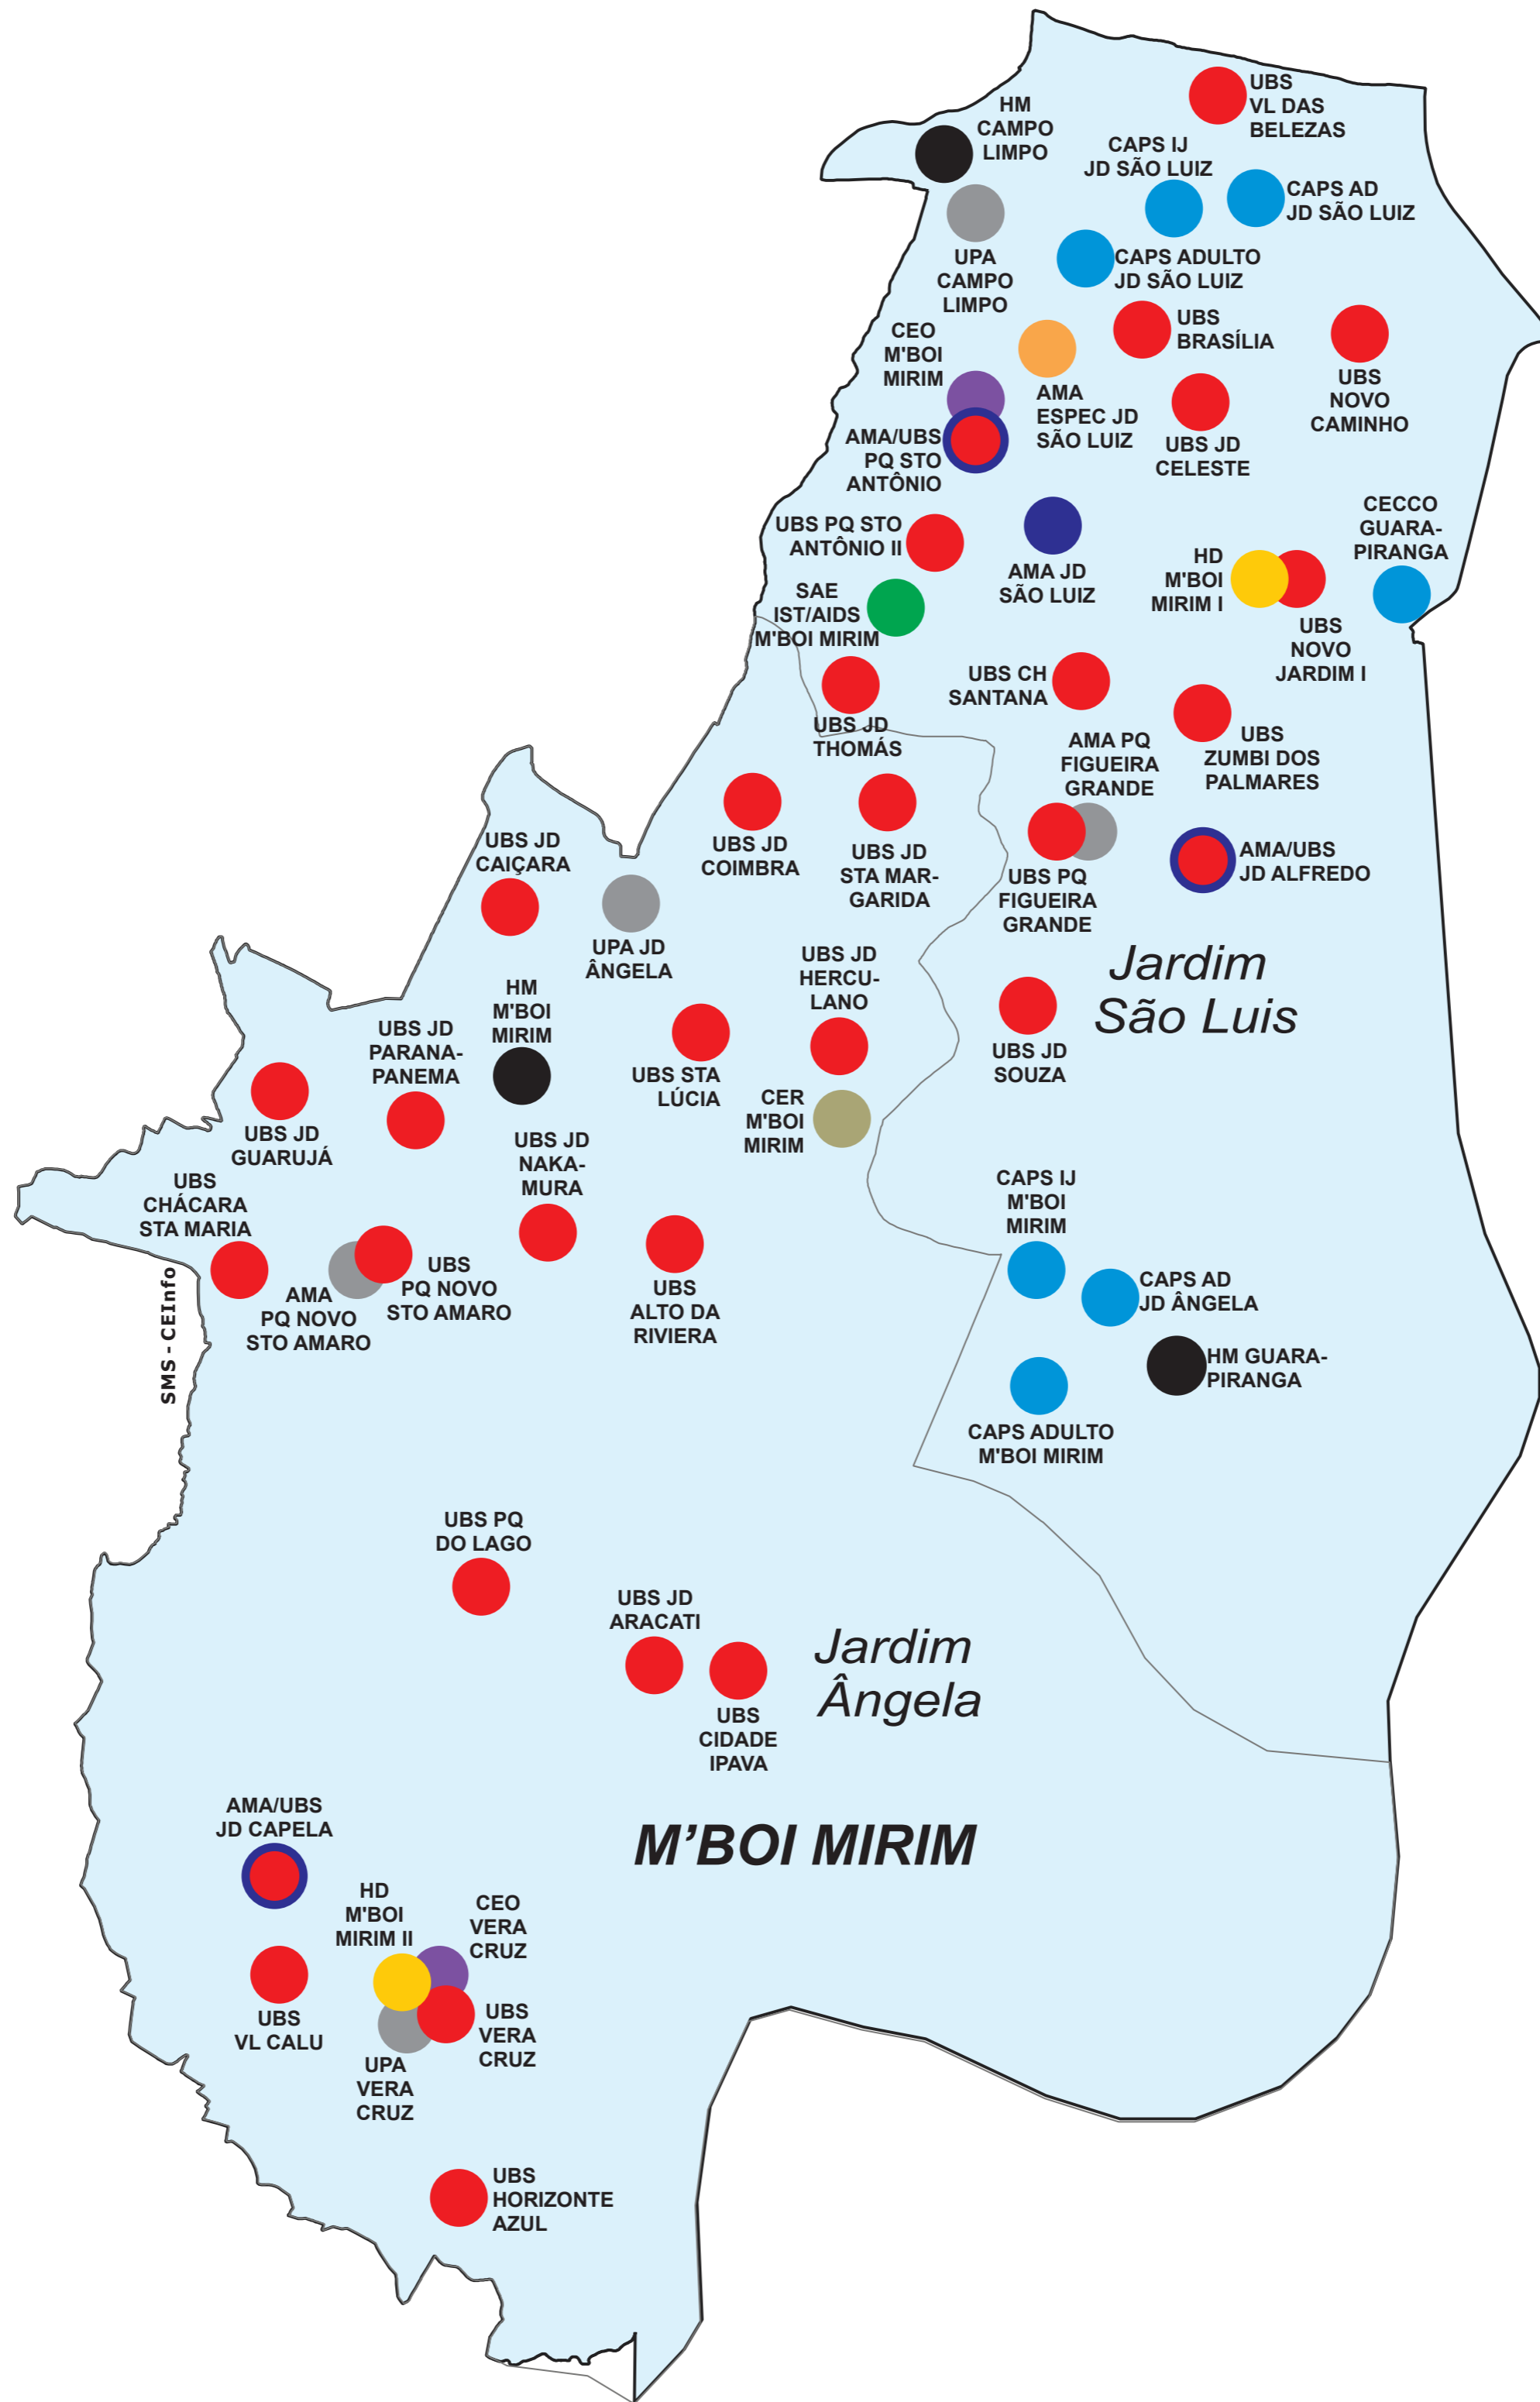 UBS
VL DAS
BELEZAS
HM
CAMPO
LIMPO
CAPS IJ
JD SÃO LUIZ
CAPS AD
JD SÃO LUIZ
UPA
CAMPO
LIMPO
CAPS ADULTO
JD SÃO LUIZ
UBS
BRASÍLIA
CEO
M'BOI
MIRIM
AMA
ESPEC JD
SÃO LUIZ
UBS
NOVO
CAMINHO
AMA/UBS
PQ STO
ANTÔNIO
UBS JD
CELESTE
UBS PQ STO
ANTÔNIO II
AMA JD
SÃO LUIZ
CECCO
GUARA-
PIRANGA
HD
M'BOI
MIRIM I
SAE
IST/AIDS
M'BOI MIRIM
UBS
NOVO
JARDIM I
UBS CH
SANTANA
UBS JD
THOMÁS
UBS
ZUMBI DOS
PALMARES
AMA PQ
FIGUEIRA
GRANDE
UBS JD
CAIÇARA
UBS JD
COIMBRA
UBS JD
STA MAR-
GARIDA
UBS PQ
FIGUEIRA
GRANDE
AMA/UBS
JD ALFREDO
UPA JD
ÂNGELA
UBS JD
HERCU-
LANO
Jardim
São Luis
HM
M'BOI
MIRIM
UBS JD
PARANA-
PANEMA
UBS STA
LÚCIA
UBS JD
SOUZA
CER
M'BOI
MIRIM
UBS JD
GUARUJÁ
UBS JD
NAKA-
MURA
UBS
CHÁCARA
STA MARIA
CAPS IJ
M'BOI
MIRIM
UBS
PQ NOVO
STO AMARO
AMA
PQ NOVO
STO AMARO
UBS
ALTO DA
RIVIERA
CAPS AD
JD ÂNGELA
SMS - CEInfo
HM GUARA-
PIRANGA
CAPS ADULTO
M'BOI MIRIM
UBS PQ
DO LAGO
UBS JD
ARACATI
Jardim
Ângela
UBS
CIDADE
IPAVA
AMA/UBS
JD CAPELA
M’BOI MIRIM
HD
M'BOI
MIRIM II
CEO
VERA
CRUZ
UBS
VL CALU
UBS
VERA
CRUZ
UPA
VERA
CRUZ
UBS
HORIZONTE
AZUL